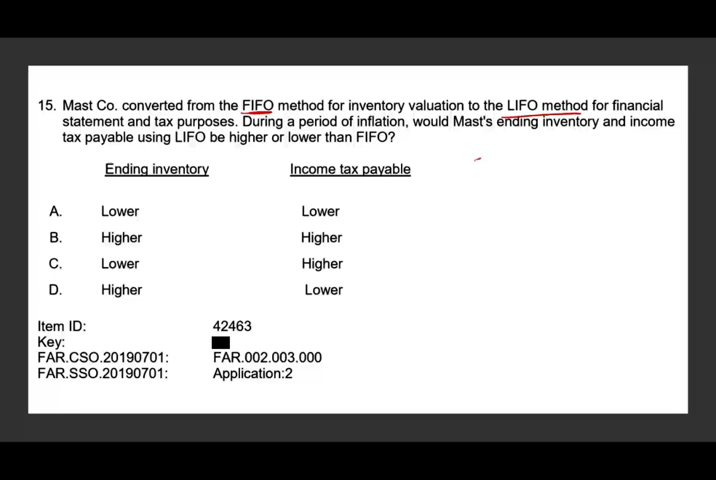 15. Mast Co. converted from the FIFO method for inventory valuation to the LIFO method for financial
statement and tax purposes. During a period of inflation, would Mast's ending inventory and income
tax payable using LIFO be higher or lower than FIFO?
Ending inventory Income tax payable
A. Lower Lower
B. Higher Higher
C. Lower Higher
D. Higher Lower
Item ID: 42463
Key:
FAR.CSO.20190701: FAR.002.003.000
FAR.SSO.20190701: Application:2